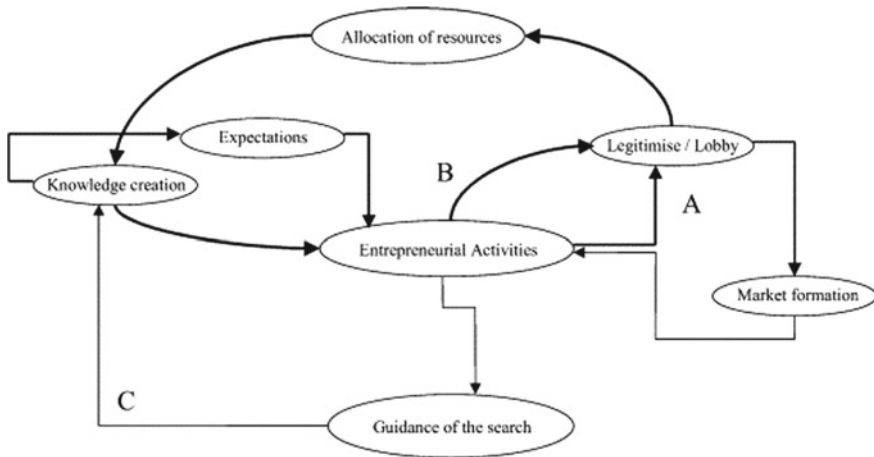 Allocation of resources
Expectations
Legitimise / Lobby
Knowledge creation
B
A
Entrepreneurial Activities
Market formation
C
Guidance of the search